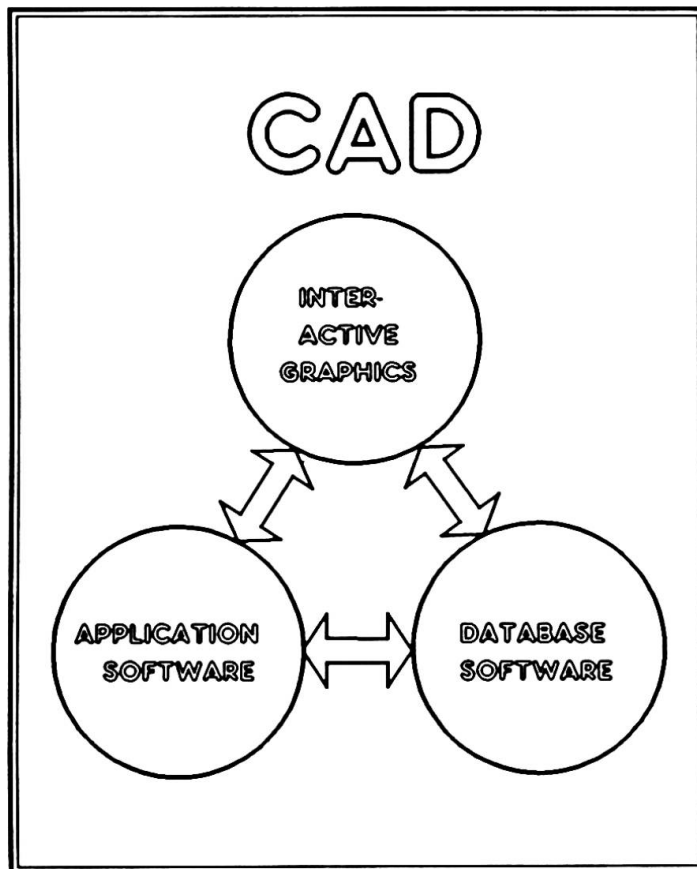 CAD
INTER-
ACTIVE
GRAPHICS
APPLICATION
SOFTWARE
DATABASE
SOFTWARE